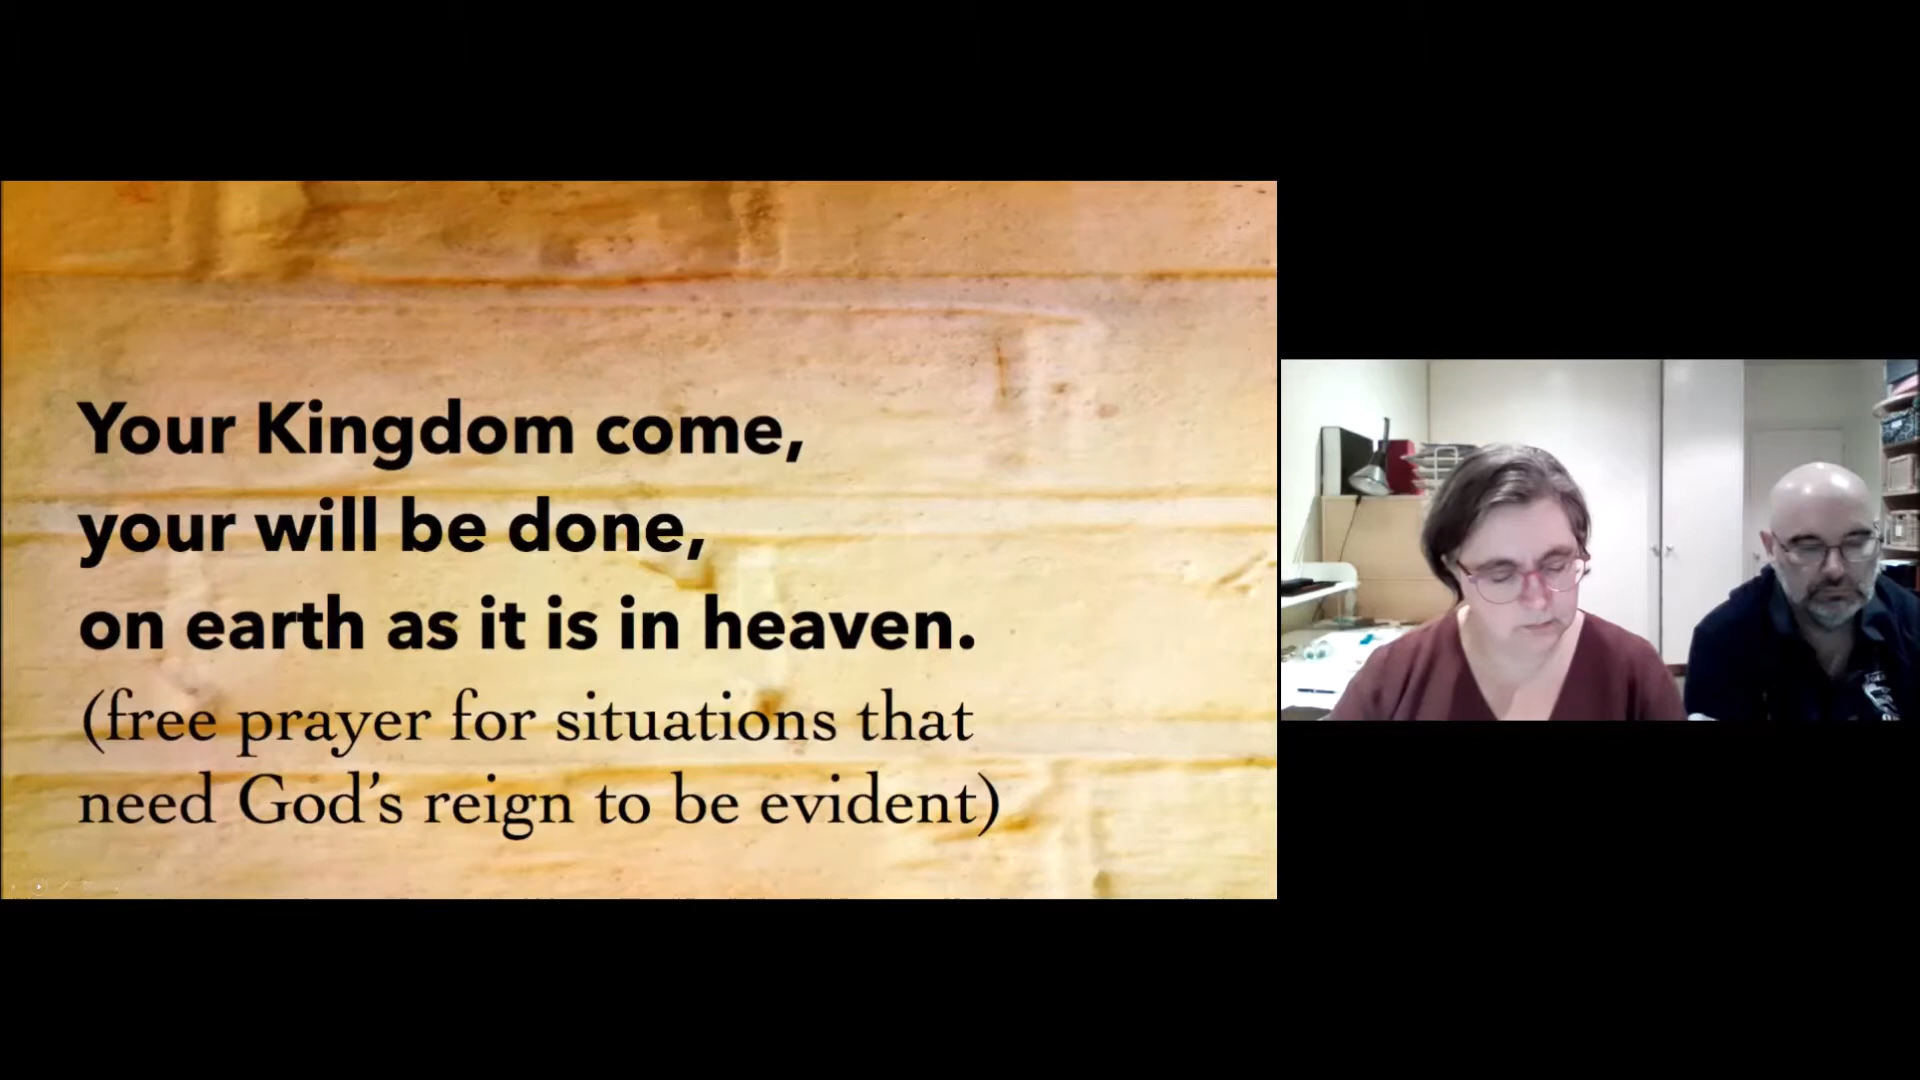 Your Kingdom come,
your will be done,
on earth as it is in heaven.
(free prayer for situations that
need God’s reign to be evident)